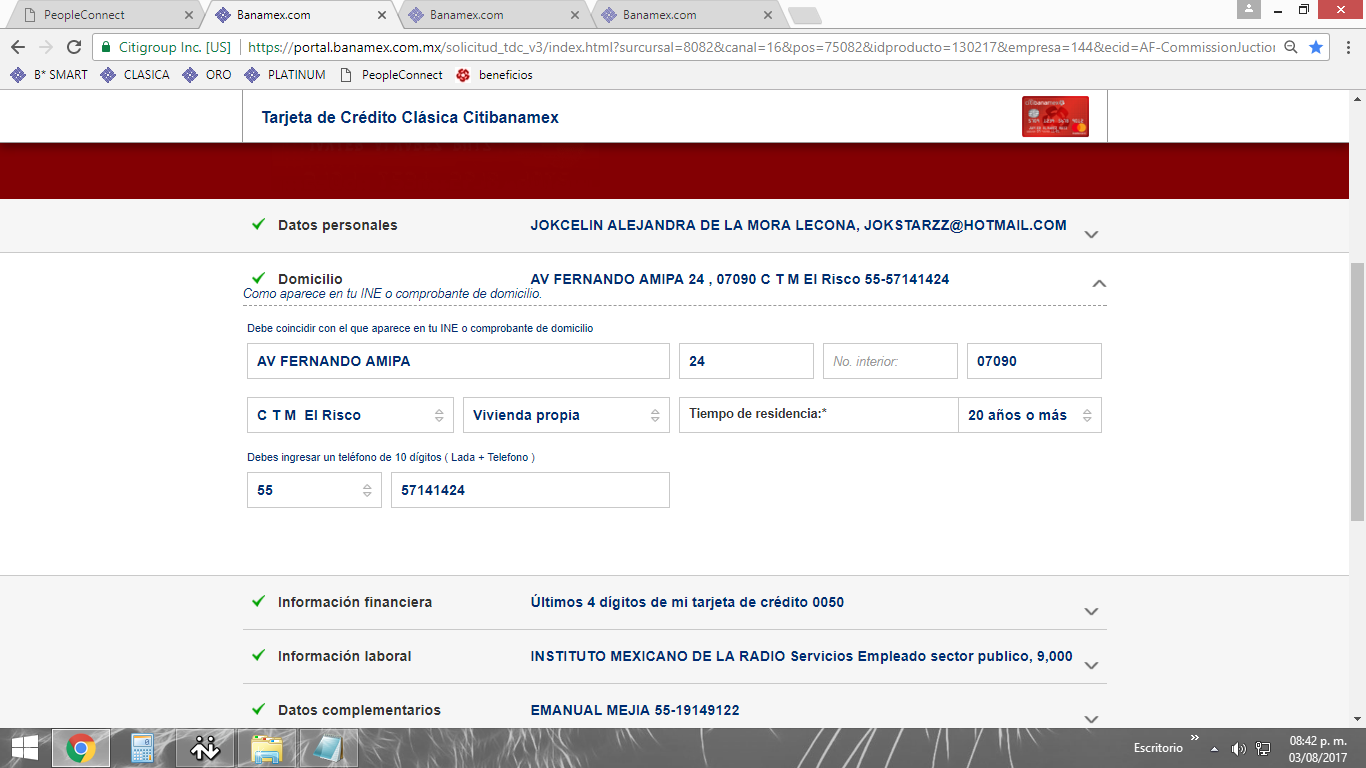 PeopleConnect
Banamex.com
Banamex.com
Banamex.com
Citigroup Inc. [US] https://portal.banamex.com.mx/solicitud_tdc_v3/index.html?surcursal=8082&canal=16&pos=75082&idproducto=130217&empresa=144&ecid=AF-CommissionJuction
B* SMART CLASICA ORO PLATINUM PeopleConnect beneficios
Tarjeta de Crédito Clásica Citibanamex
citibanamex
Datos personales JOKCELIN ALEJANDRA DE LA MORA LECONA, JOKSTARZZ@HOTMAIL.COM
Domicilio AV FERNANDO AMIPA 24 , 07090 C T M El Risco 55-57141424
Como aparece en tu INE o comprobante de domicilio.
Debe coincidir con el que aparece en tu INE o comprobante de domicilio
AV FERNANDO AMIPA 24 No. interior: 07090
C T M El Risco Vivienda propia Tiempo de residencia:* 20 años o más
Debes ingresar un teléfono de 10 dígitos ( Lada + Telefono )
55 57141424
Información financiera Últimos 4 dígitos de mi tarjeta de crédito 0050
Información laboral INSTITUTO MEXICANO DE LA RADIO Servicios Empleado sector publico, 9,000
Datos complementarios EMANUAL MEJIA 55-19149122
Escritorio » 08:42 p. m.
03/08/2017